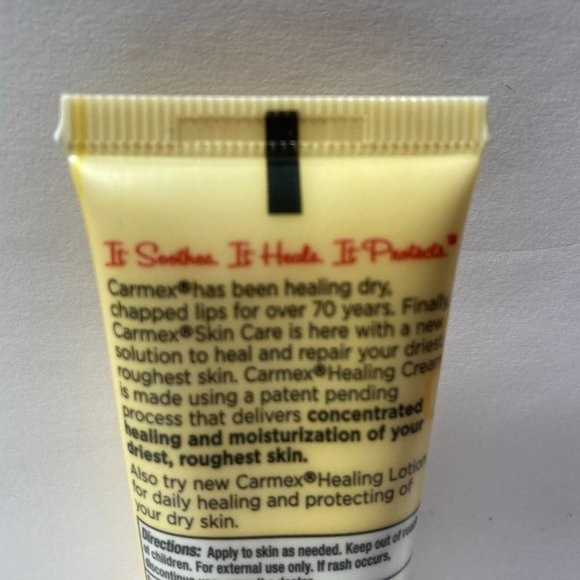 It Soothes. It Heals. It Protects.™
Carmex® has been healing dry,
chapped lips for over 70 years. Finally
Carmex® Skin Care is here with a new
solution to heal and repair your driest
roughest skin. Carmex® Healing Cream
is made using a patent pending
process that delivers concentrated
healing and moisturization of your
driest, roughest skin.
Also try new Carmex® Healing Lotion
for daily healing and protecting of
your dry skin.
Directions: Apply to skin as needed. Keep out of reach
of children. For external use only. If rash occurs,
discontinue